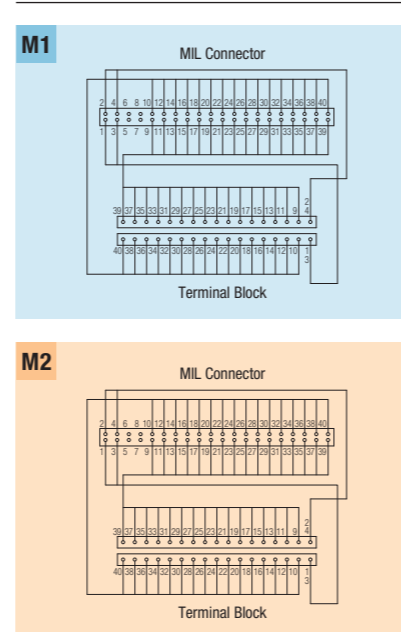 M1
MIL Connector
2 4 6 8 10 12 14 16 18 20 22 24 26 28 30 32 34 36 38 40
1 3 5 7 9 11 13 15 17 19 21 23 25 27 29 31 33 35 37 39
2
39 37 35 33 31 29 27 25 23 21 19 17 15 13 11 9 4
40 38 36 34 32 30 28 26 24 22 20 18 16 14 12 10 1
3
Terminal Block
M2
MIL Connector
2 4 6 8 10 12 14 16 18 20 22 24 26 28 30 32 34 36 38 40
1 3 5 7 9 11 13 15 17 19 21 23 25 27 29 31 33 35 37 39
2
39 37 35 33 31 29 27 25 23 21 19 17 15 13 11 9 4
40 38 36 34 32 30 28 26 24 22 20 18 16 14 12 10 1
3
Terminal Block